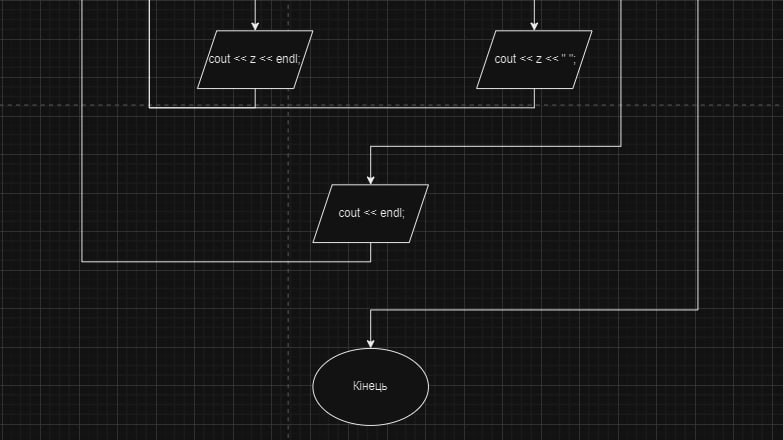 cout << z << endl;
cout << z << " ";
cout << endl;
Кінець